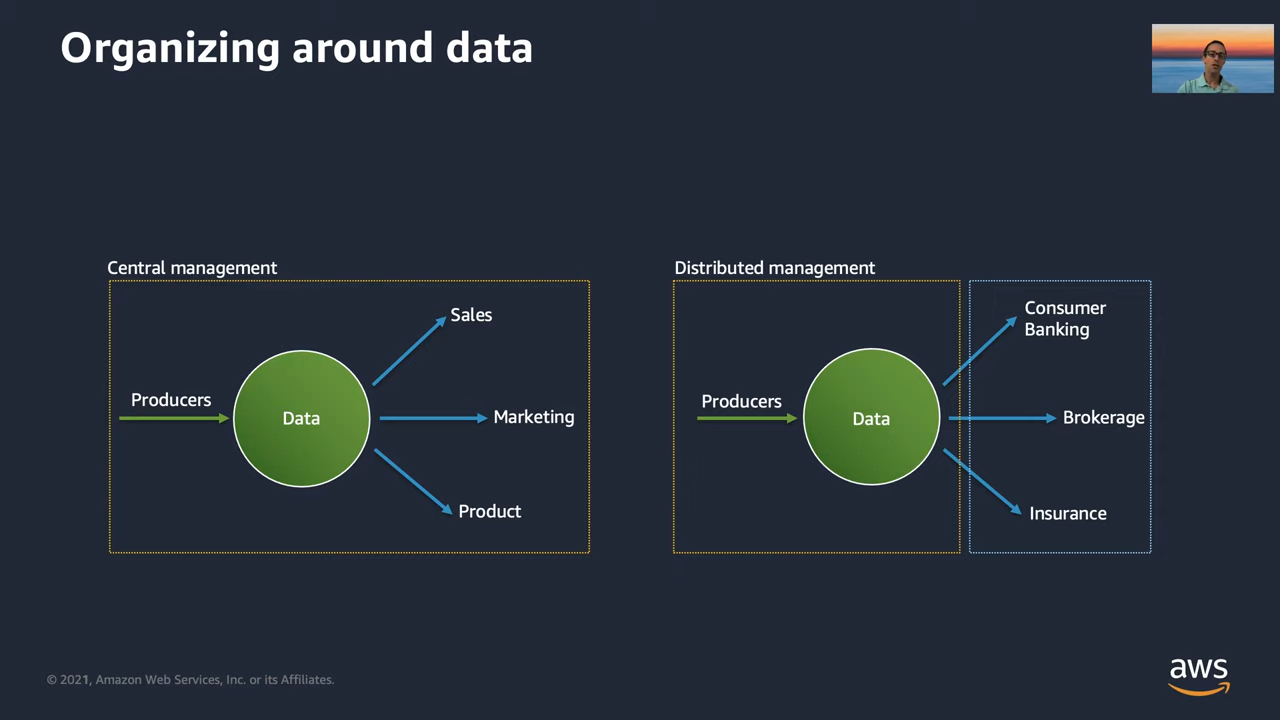 Organizing around data
Central management
Sales
Producers
Data
Marketing
Product
Distributed management
Consumer
Banking
Producers
Data
Brokerage
Insurance
© 2021, Amazon Web Services, Inc. or its Affiliates.
aws